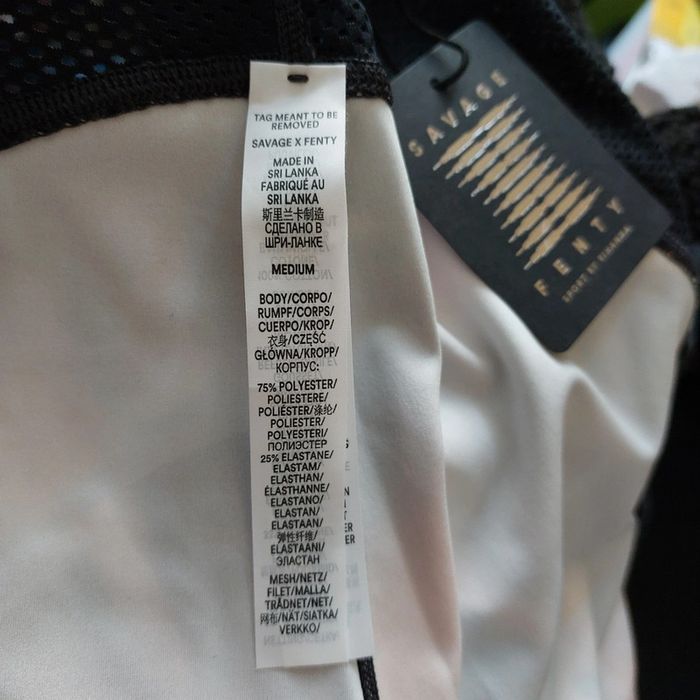 TAG MEANT TO BE
REMOVED
SAVAGE X FENTY
MADE IN
SRI LANKA
FABRIQUÉ AU
SRI LANKA
斯里兰卡制造
СДЕЛАНО В
ШРИ-ЛАНКЕ
MEDIUM
BODY/CORPO/
RUMPF/CORPS/
CUERPO/KROP/
衣身/CZĘŚĆ
GŁÓWNA/KROPP/
КОРПУС:
75% POLYESTER/
POLIESTERE/
POLIÉSTER/涤纶/
POLIESTER/
POLYESTERI/
ПОЛИЭСТЕР
25% ELASTANE/
ELASTAM/
ELASTHAN/
ÉLASTHANNE/
ELASTANO/
ELASTAN/
ELASTAAN/
弹性纤维/
ELASTAANI/
ЭЛАСТАН
MESH/NETZ/
FILET/MALLA/
TRÅDNET/NET/
网布/NÄT/SIATKA/
VERKKO/
SAVAGE
FENTY
SPORT BY RIHANNA